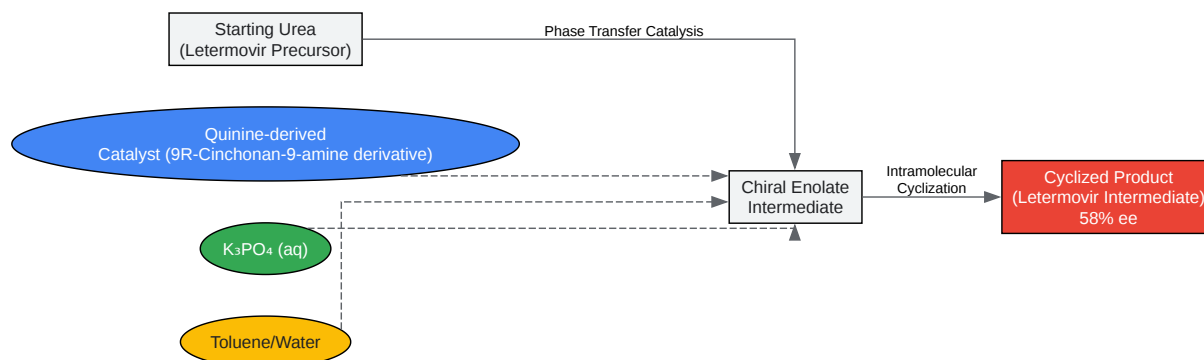 Starting Urea
(Letermovir Precursor)
Phase Transfer Catalysis
Quinine-derived
Catalyst (9R-Cinchonan-9-amine derivative)
Chiral Enolate
Intermediate
Intramolecular
Cyclization
Cyclized Product
(Letermovir Intermediate)
58% ee
K₃PO₄ (aq)
Toluene/Water